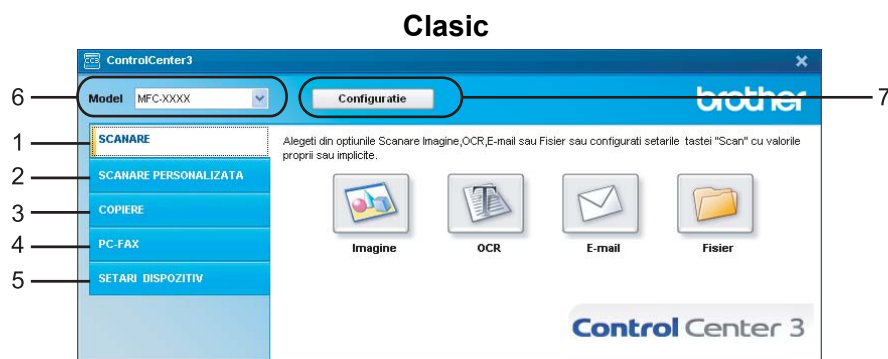 Clasic
ControlCenter3
6
Model MFC-XXXX
Configuratie
7
brother
1
SCANARE
Alegeti din optiunile Scanare Imagine,OCR,E-mail sau Fisier sau configurati setarile tastei "Scan" cu valorile
proprii sau implicite.
2
SCANARE PERSONALIZATA
3
COPIERE
4
PC-FAX
5
SETARI DISPOZITIV
Imagine
OCR
E-mail
Fisier
Control Center 3